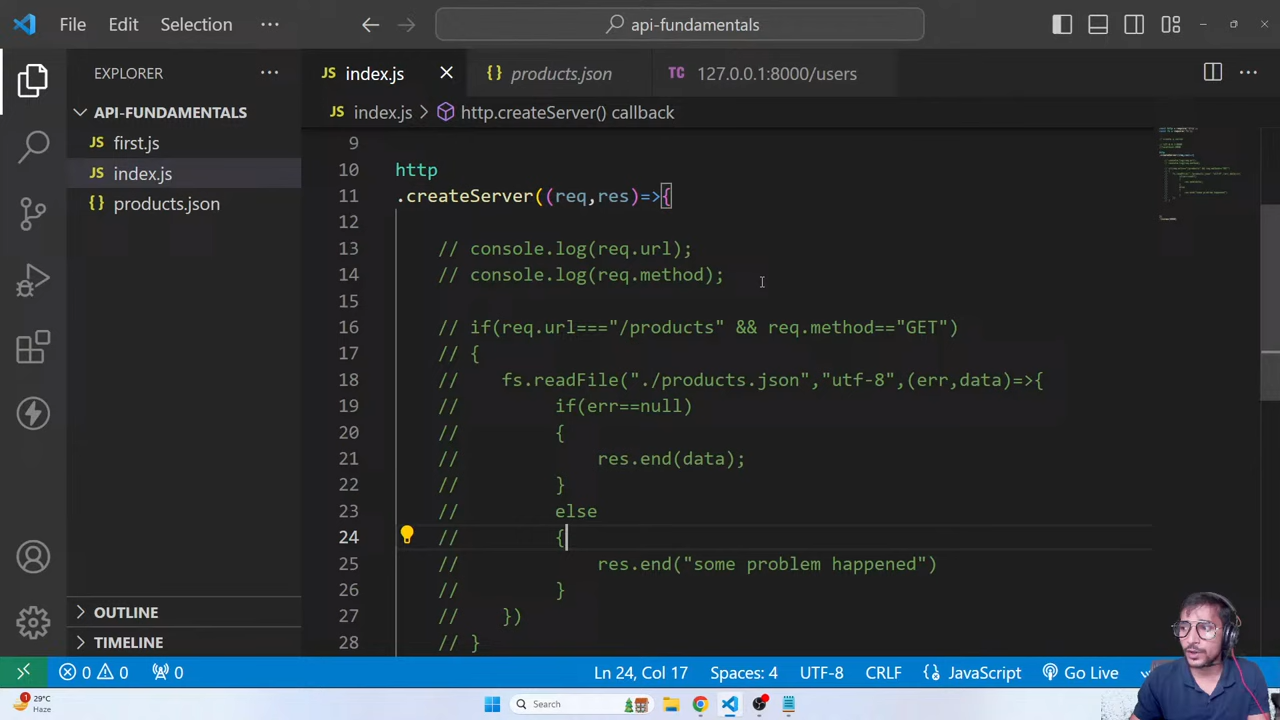 File Edit Selection ··· api-fundamentals
EXPLORER ···
API-FUNDAMENTALS
JS first.js
JS index.js
{} products.json
OUTLINE
TIMELINE
JS index.js {} products.json TC 127.0.0.1:8000/users ···
JS index.js > http.createServer() callback
9
10 http
11 .createServer((req,res)=>{
12
13 // console.log(req.url);
14 // console.log(req.method);
15
16 // if(req.url==="/products" && req.method=="GET")
17 // {
18 // fs.readFile("./products.json","utf-8",(err,data)=>{
19 // if(err==null)
20 // {
21 // res.end(data);
22 // }
23 // else
24 // {
25 // res.end("some problem happened")
26 // }
27 // })
28 // }
0 0 0 Ln 24, Col 17 Spaces: 4 UTF-8 CRLF {} JavaScript Go Live
29°C
Haze
Search